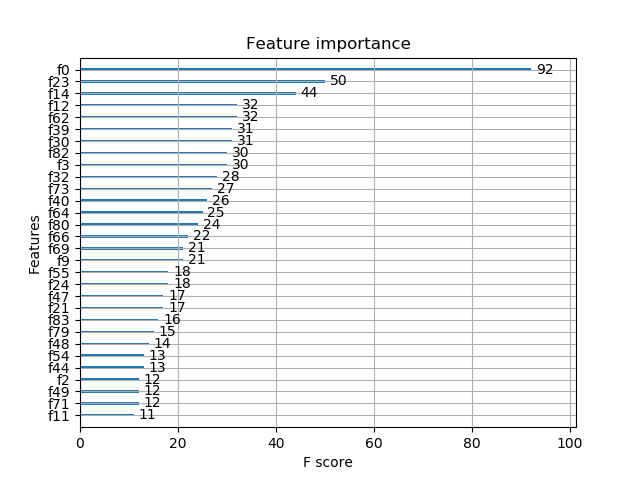 Feature importance
Features
f0 92
f23 50
f14 44
f12 32
f62 32
f39 31
f30 31
f82 30
f3 30
f32 28
f73 27
f40 26
f64 25
f80 24
f66 22
f69 21
f9 21
f55 18
f24 18
f47 17
f21 17
f83 16
f79 15
f48 14
f54 13
f44 13
f2 12
f49 12
f71 12
f11 11
0 20 40 60 80 100
F score